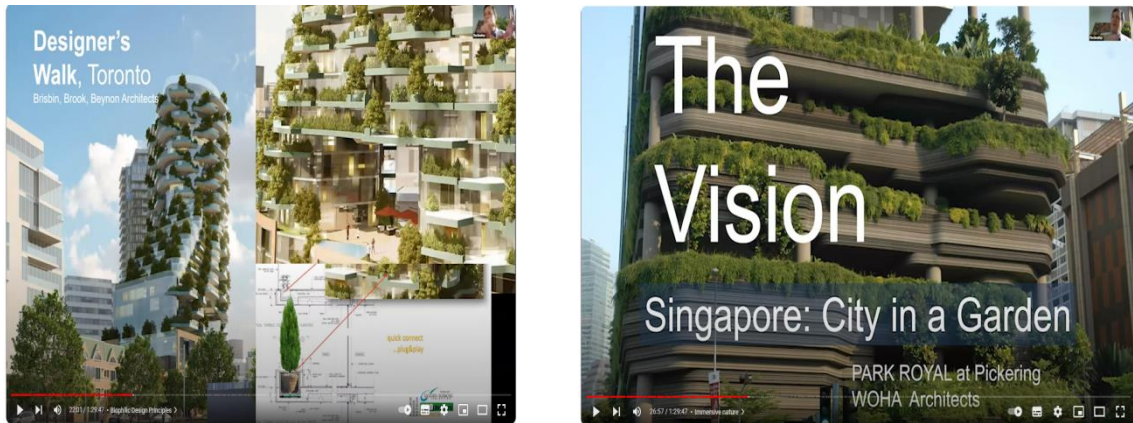 Designer's
Walk, Toronto
Brisbin, Brook, Beynon Architects
quick connect
...plug&play
22:01 / 1:29:47 • Biophilic Design Principles >
The
Vision
Singapore: City in a Garden
PARK ROYAL at Pickering
WOHA Architects
26:57 / 1:29:47 • Immersive nature >